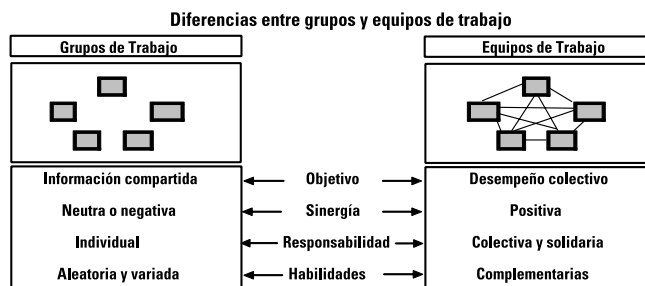 Diferencias entre grupos y equipos de trabajo
Grupos de Trabajo
Equipos de Trabajo
Información compartida Objetivo Desempeño colectivo
Neutra o negativa Sinergía Positiva
Individual Responsabilidad Colectiva y solidaria
Aleatoria y variada Habilidades Complementarias